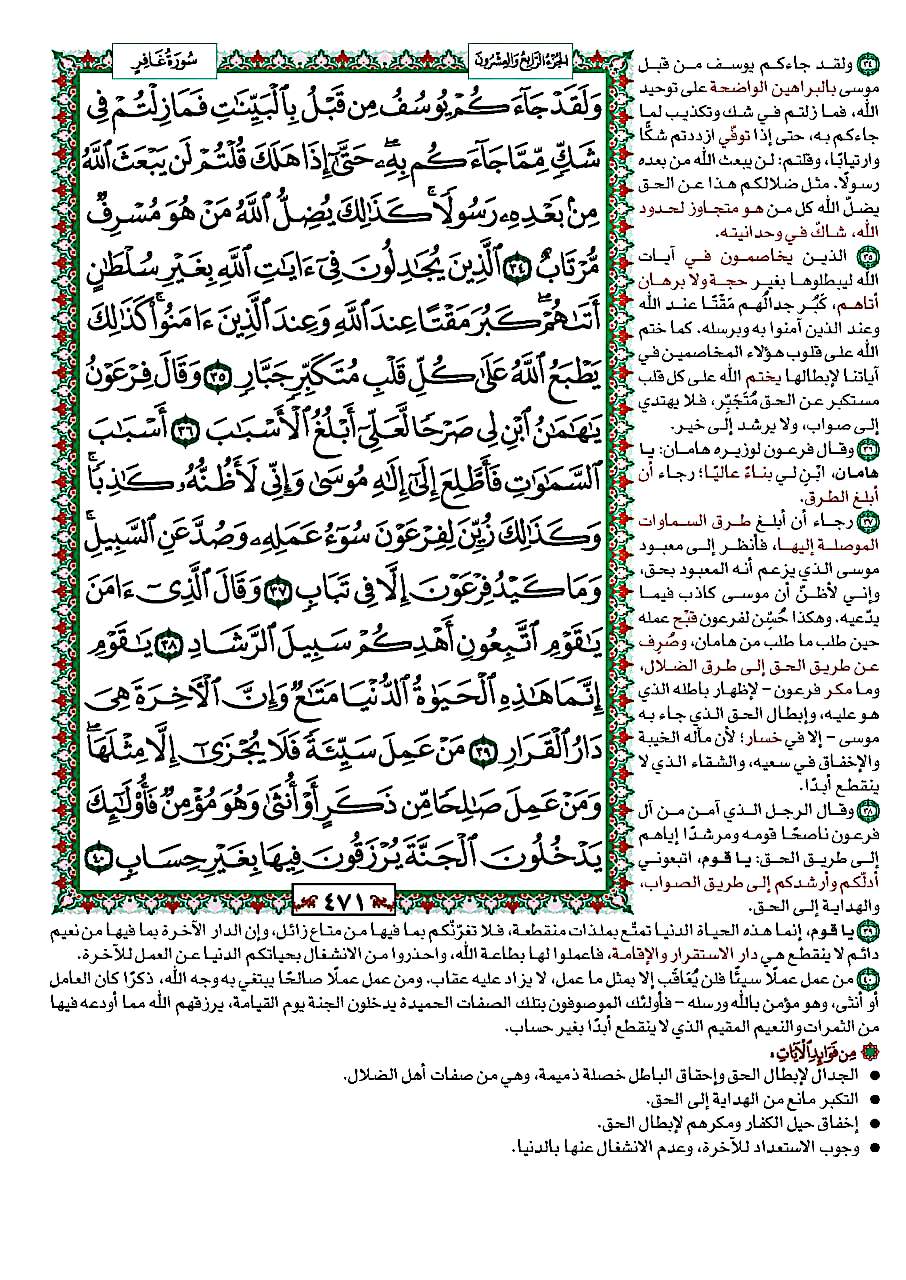 سُورَةُ غَافِرٍ
الجُزْءُ الرَّابِعُ وَالعِشْرُونَ
وَلَقَدْ جَآءَكُمْ يُوسُفُ مِن قَبْلُ بِٱلْبَيِّنَٰتِ فَمَا زِلْتُمْ فِى
شَكٍّ مِّمَّا جَآءَكُم بِهِۦۖ حَتَّىٰٓ إِذَا هَلَكَ قُلْتُمْ لَن يَبْعَثَ ٱللَّهُ
مِنۢ بَعْدِهِۦ رَسُولًاۚ كَذَٰلِكَ يُضِلُّ ٱللَّهُ مَنْ هُوَ مُسْرِفٌ
مُّرْتَابٌ ٣٤ ٱلَّذِينَ يُجَٰدِلُونَ فِىٓ ءَايَٰتِ ٱللَّهِ بِغَيْرِ سُلْطَٰنٍ
أَتَىٰهُمْۖ كَبُرَ مَقْتًا عِندَ ٱللَّهِ وَعِندَ ٱلَّذِينَ ءَامَنُواْۚ كَذَٰلِكَ
يَطْبَعُ ٱللَّهُ عَلَىٰ كُلِّ قَلْبِ مُتَكَبِّرٍ جَبَّارٍ ٣٥ وَقَالَ فِرْعَوْنُ
يَٰهَٰمَٰنُ ٱبْنِ لِى صَرْحًا لَّعَلِّىٓ أَبْلُغُ ٱلْأَسْبَٰبَ ٣٦ أَسْبَٰبَ
ٱلسَّمَٰوَٰتِ فَأَطَّلِعَ إِلَىٰٓ إِلَٰهِ مُوسَىٰ وَإِنِّى لَأَظُنُّهُۥ كَٰذِبًاۚ
وَكَذَٰلِكَ زُيِّنَ لِفِرْعَوْنَ سُوٓءُ عَمَلِهِۦ وَصُدَّ عَنِ ٱلسَّبِيلِۚ
وَمَا كَيْدُ فِرْعَوْنَ إِلَّا فِى تَبَابٍ ٣٧ وَقَالَ ٱلَّذِىٓ ءَامَنَ
يَٰقَوْمِ ٱتَّبِعُونِ أَهْدِكُمْ سَبِيلَ ٱلرَّشَادِ ٣٨ يَٰقَوْمِ
إِنَّمَا هَٰذِهِ ٱلْحَيَوٰةُ ٱلدُّنْيَا مَتَٰعٌ وَإِنَّ ٱلْأٓخِرَةَ هِىَ
دَارُ ٱلْقَرَارِ ٣٩ مَنْ عَمِلَ سَيِّئَةً فَلَا يُجْزَىٰٓ إِلَّا مِثْلَهَاۖ
وَمَنْ عَمِلَ صَٰلِحًا مِّن ذَكَرٍ أَوْ أُنثَىٰ وَهُوَ مُؤْمِنٌ فَأُوْلَٰٓئِكَ
يَدْخُلُونَ ٱلْجَنَّةَ يُرْزَقُونَ فِيهَا بِغَيْرِ حِسَابٍ ٤٠
٤٧١
٣٤ ولقد جاءكم يوسف من قبل
موسى بالبراهين الواضحة على توحيد
الله، فما زلتم في شك وتكذيب لما
جاءكم به، حتى إذا توفّي ازددتم شكًّا
وارتيابًا، وقلتم: لن يبعث الله من بعده
رسولًا. مثل ضلالكم هذا عن الحق
يضلّ الله كل من هو متجاوز لحدود
الله، شاكّ في وحدانيته.
٣٥ الذين يخاصمون في آيات
الله ليبطلوها بغير حجة ولا برهان
أتاهم، كَبُر جدالُهم مَقْتًا عند الله
وعند الذين آمنوا به وبرسله. كما ختم
الله على قلوب هؤلاء المخاصمين في
آياتنا لإبطالها يختم الله على كل قلب
مستكبر عن الحق مُتَجَبِّر، فلا يهتدي
إلى صواب، ولا يرشد إلى خير.
٣٦ وقال فرعون لوزيره هامان: يا
هامان، ابْنِ لي بناءً عاليًا؛ رجاء أن
أبلغ الطرق.
٣٧ رجاء أن أبلغ طرق السماوات
الموصلة إليها، فأنظر إلى معبود
موسى الذي يزعم أنه المعبود بحق،
وإني لأظنّ أن موسى كاذب فيما
يدّعيه. وهكذا حُسِّن لفرعون قبْح عمله
حين طلب ما طلب من هامان، وصُرِف
عن طريق الحق إلى طرق الضلال،
وما مكر فرعون – لإظهار باطله الذي
هو عليه، وإبطال الحق الذي جاء به
موسى – إلا في خسار؛ لأن مآله الخيبة
والإخفاق في سعيه، والشقاء الذي لا
ينقطع أبدًا.
٣٨ وقال الرجل الذي آمن من آل
فرعون ناصحًا قومه ومرشدًا إياهم
إلى طريق الحق: يا قوم، اتبعوني
أدلّكم وأرشدكم إلى طريق الصواب،
والهداية إلى الحق.
٣٩ يا قوم، إنما هذه الحياة الدنيا تمتّع بملذات منقطعة، فلا تغرنّكم بما فيها من متاع زائل، وإن الدار الآخرة بما فيها من نعيم
دائم لا ينقطع هي دار الاستقرار والإقامة، فاعملوا لها بطاعة الله، واحذروا من الانشغال بحياتكم الدنيا عن العمل للآخرة.
٤٠ من عمل عملًا سيئًا فلن يُعَاقَب إلا بمثل ما عمل، لا يزاد عليه عقاب. ومن عمل عملًا صالحًا يبتغي به وجه الله، ذكرًا كان العامل
أو أنثى، وهو مؤمن بالله ورسله – فأولئك الموصوفون بتلك الصفات الحميدة يدخلون الجنة يوم القيامة، يرزقهم الله مما أودعه فيها
من الثمرات والنعيم المقيم الذي لا ينقطع أبدًا بغير حساب.
مِن فَوَائِدِ الآيَاتِ:
● الجدال لإبطال الحق وإحقاق الباطل خصلة ذميمة، وهي من صفات أهل الضلال.
● التكبر مانع من الهداية إلى الحق.
● إخفاق حيل الكفار ومكرهم لإبطال الحق.
● وجوب الاستعداد للآخرة، وعدم الانشغال عنها بالدنيا.